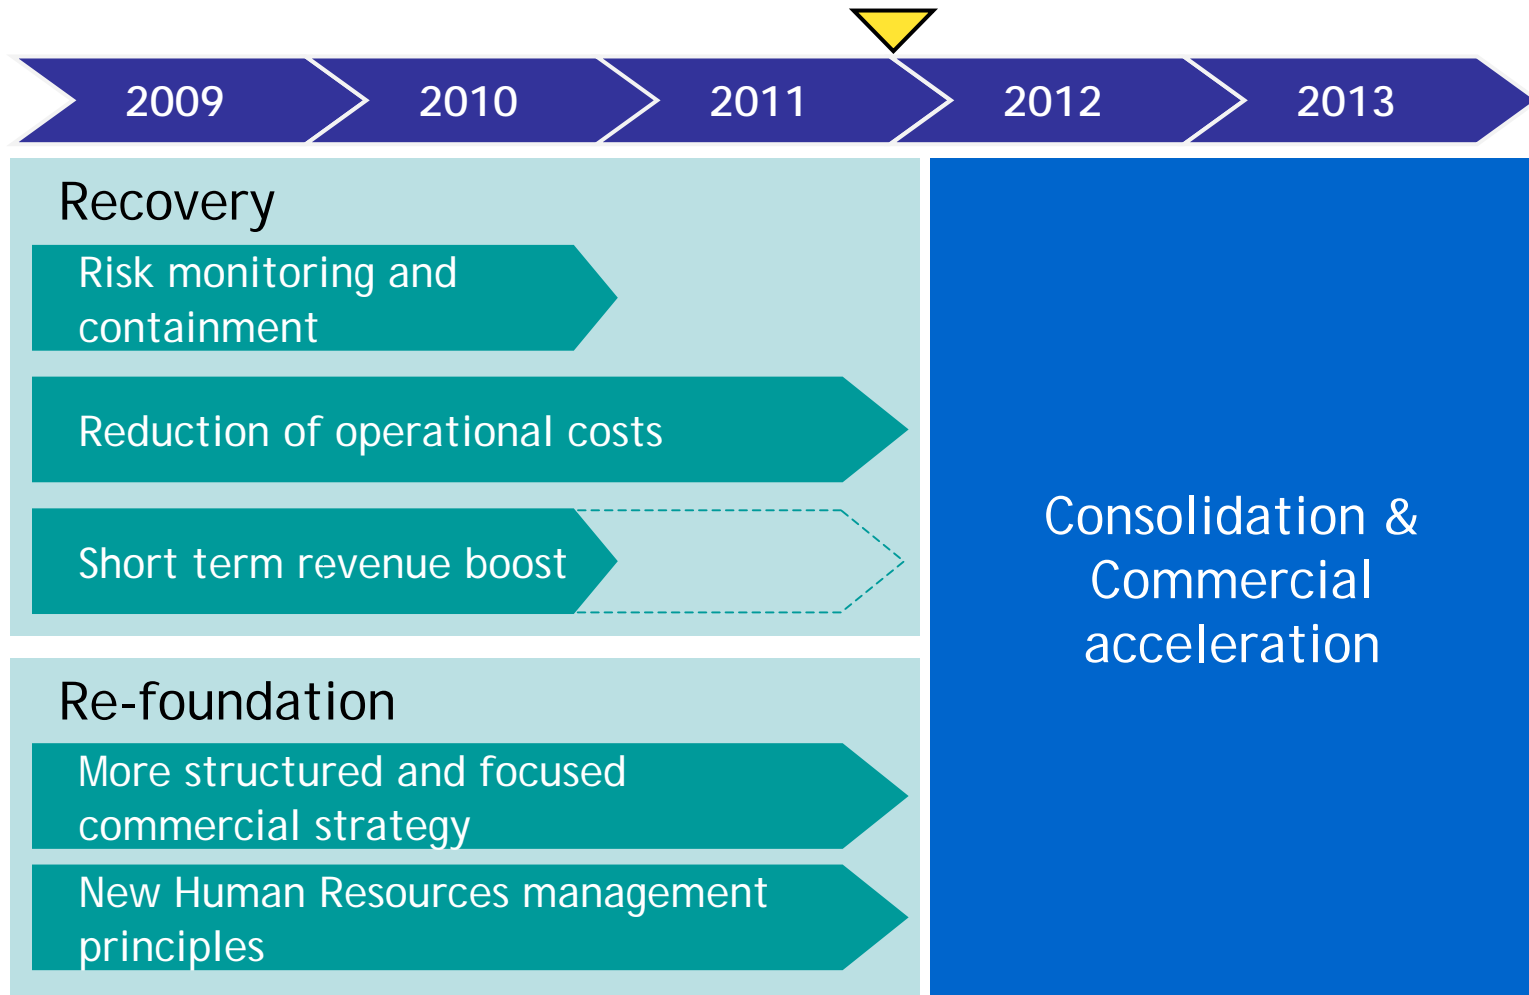 2009 2010 2011 2012 2013
Recovery
Risk monitoring and
containment
Reduction of operational costs
Short term revenue boost
Re-foundation
More structured and focused
commercial strategy
New Human Resources management
principles
Consolidation &
Commercial
acceleration